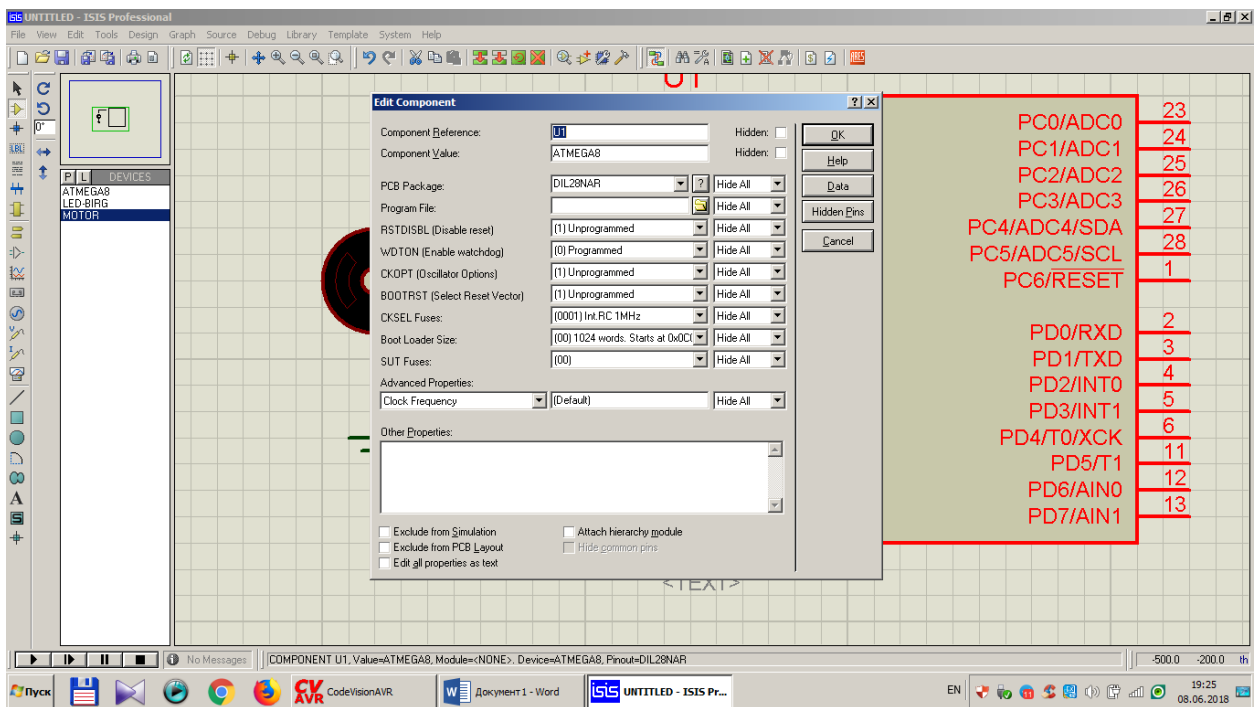 ISIS UNTITLED - ISIS Professional
File View Edit Tools Design Graph Source Debug Library Template System Help
U1
0°
LBL
P L DEVICES
ATMEGA8
LED-BIRG
MOTOR
Edit Component
Component Reference: U1 Hidden:
Component Value: ATMEGA8 Hidden:
PCB Package: DIL28NAR ? Hide All
Program File: Hide All
RSTDISBL (Disable reset) (1) Unprogrammed Hide All
WDTON (Enable watchdog) (0) Programmed Hide All
CKOPT (Oscillator Options) (1) Unprogrammed Hide All
BOOTRST (Select Reset Vector) (1) Unprogrammed Hide All
CKSEL Fuses: (0001) Int.RC 1MHz Hide All
Boot Loader Size: (00) 1024 words. Starts at 0x0C( Hide All
SUT Fuses: (00) Hide All
Advanced Properties:
Clock Frequency (Default) Hide All
Other Properties:
Exclude from Simulation Attach hierarchy module
Exclude from PCB Layout Hide common pins
Edit all properties as text
OK
Help
Data
Hidden Pins
Cancel
PC0/ADC0 23
PC1/ADC1 24
PC2/ADC2 25
PC3/ADC3 26
PC4/ADC4/SDA 27
PC5/ADC5/SCL 28
PC6/RESET 1
PD0/RXD 2
PD1/TXD 3
PD2/INT0 4
PD3/INT1 5
PD4/T0/XCK 6
PD5/T1 11
PD6/AIN0 12
PD7/AIN1 13
<TEXT>
No Messages COMPONENT U1, Value=ATMEGA8, Module=<NONE>. Device=ATMEGA8, Pinout=DIL28NAR -500.0 -200.0 th
Пуск CV AVR CodeVisionAVR W Документ1 - Word ISIS UNTITLED - ISIS Pr... EN 19:25
08.06.2018